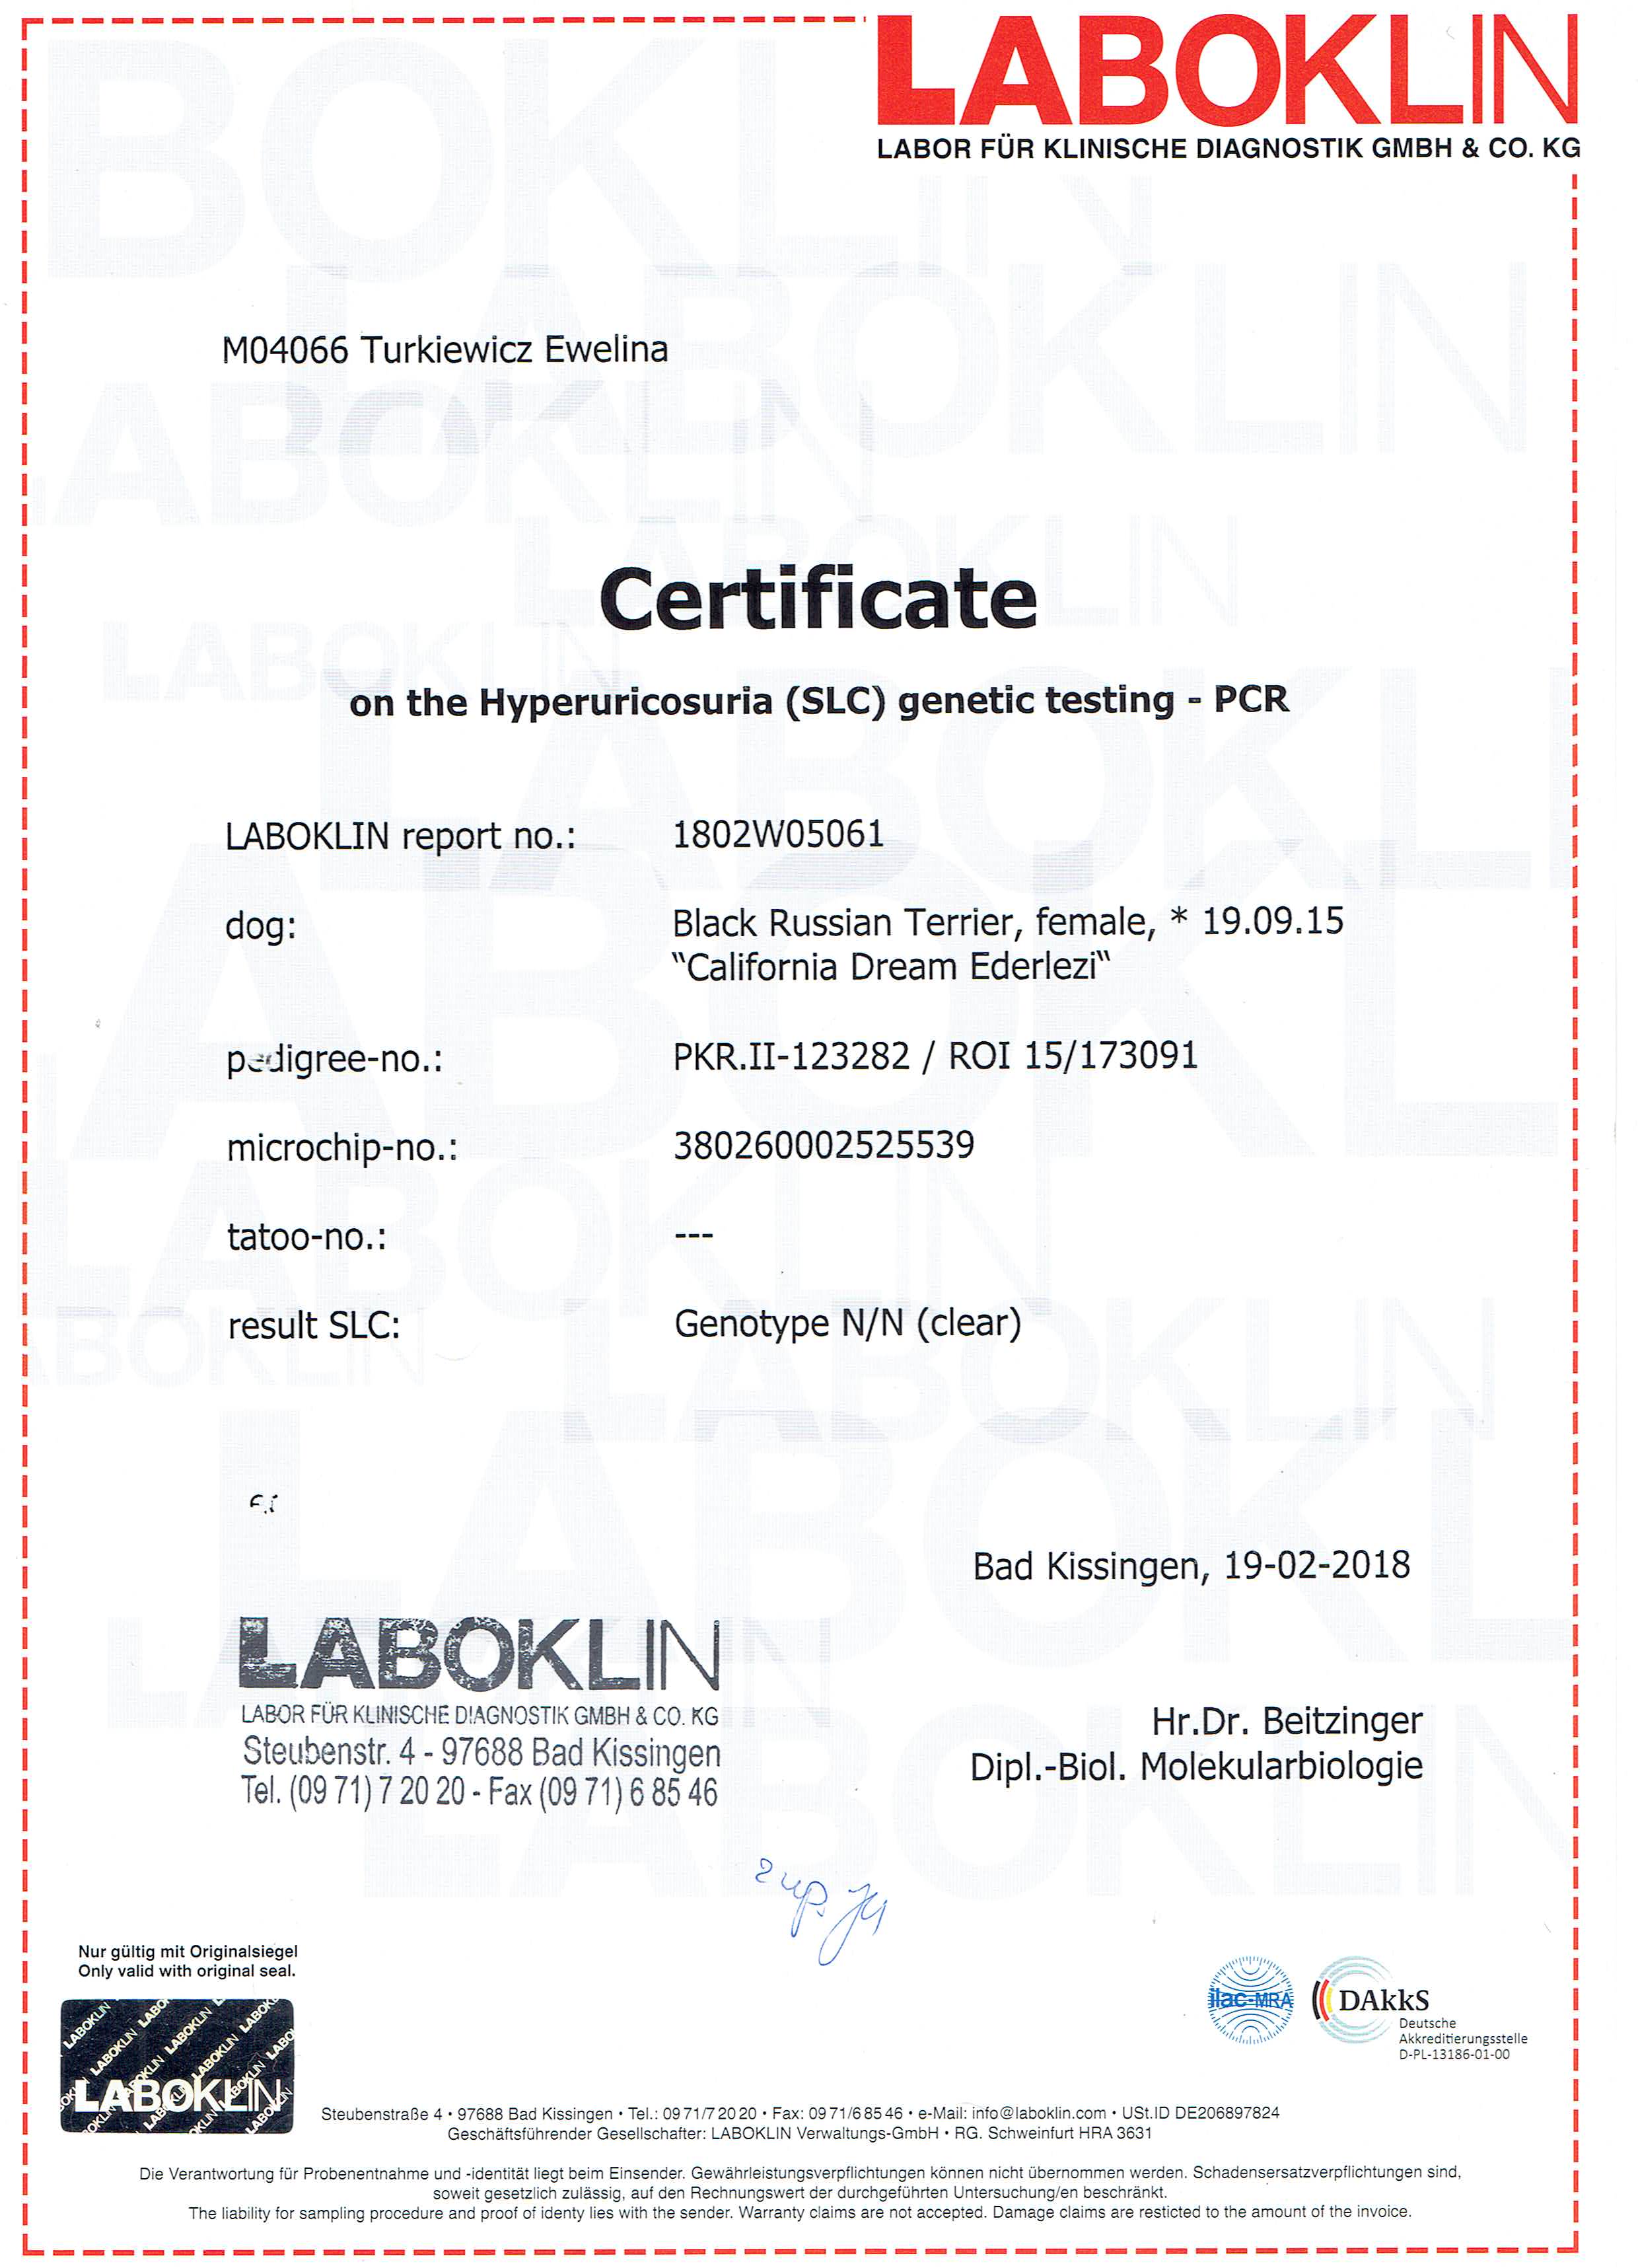 LABOKLIN
LABOR FÜR KLINISCHE DIAGNOSTIK GMBH & CO. KG
M04066 Turkiewicz Ewelina
Certificate
on the Hyperuricosuria (SLC) genetic testing - PCR
LABOKLIN report no.: 1802W05061
dog: Black Russian Terrier, female, * 19.09.15
"California Dream Ederlezi"
pedigree-no.: PKR.II-123282 / ROI 15/173091
microchip-no.: 380260002525539
tatoo-no.: ---
result SLC: Genotype N/N (clear)
Bad Kissingen, 19-02-2018
LABOKLIN
LABOR FÜR KLINISCHE DIAGNOSTIK GMBH & CO. KG
Steubenstr. 4 - 97688 Bad Kissingen
Tel. (09 71) 7 20 20 - Fax (09 71) 6 85 46
Hr.Dr. Beitzinger
Dipl.-Biol. Molekularbiologie
Nur gültig mit Originalsiegel
Only valid with original seal.
LABOKLIN
ilac-MRA
DAkkS
Deutsche
Akkreditierungsstelle
D-PL-13186-01-00
Steubenstraße 4 • 97688 Bad Kissingen • Tel.: 09 71/7 20 20 • Fax: 09 71/6 85 46 • e-Mail: info@laboklin.com • USt.ID DE206897824
Geschäftsführender Gesellschafter: LABOKLIN Verwaltungs-GmbH • RG. Schweinfurt HRA 3631
Die Verantwortung für Probenentnahme und -identität liegt beim Einsender. Gewährleistungsverpflichtungen können nicht übernommen werden. Schadensersatzverpflichtungen sind,
soweit gesetzlich zulässig, auf den Rechnungswert der durchgeführten Untersuchung/en beschränkt.
The liability for sampling procedure and proof of identy lies with the sender. Warranty claims are not accepted. Damage claims are resticted to the amount of the invoice.